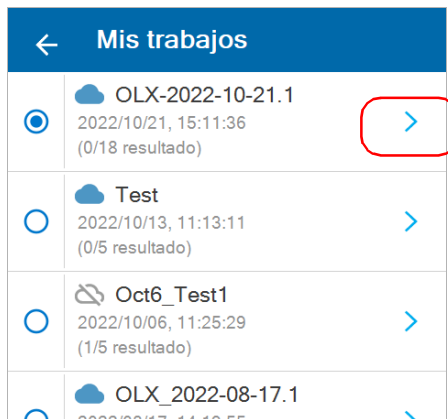 Mis trabajos
OLX-2022-10-21.1
2022/10/21, 15:11:36
(0/18 resultado)
Test
2022/10/13, 11:13:11
(0/5 resultado)
Oct6_Test1
2022/10/06, 11:25:29
(1/5 resultado)
OLX_2022-08-17.1